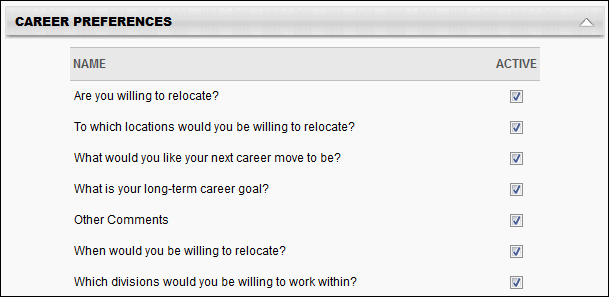 CAREER PREFERENCES
NAME ACTIVE
Are you willing to relocate?
To which locations would you be willing to relocate?
What would you like your next career move to be?
What is your long-term career goal?
Other Comments
When would you be willing to relocate?
Which divisions would you be willing to work within?